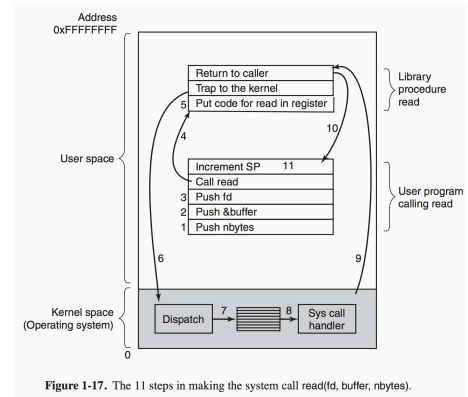 Address
0xFFFFFFFF
Return to caller
Trap to the kernel
5 Put code for read in register
Library
procedure
read
4
10
User space
Increment SP 11
Call read
3 Push fd
2 Push &buffer
1 Push nbytes
User program
calling read
6
9
Kernel space
(Operating system)
Dispatch
7
8
Sys call
handler
0
Figure 1-17. The 11 steps in making the system call read(fd, buffer, nbytes).